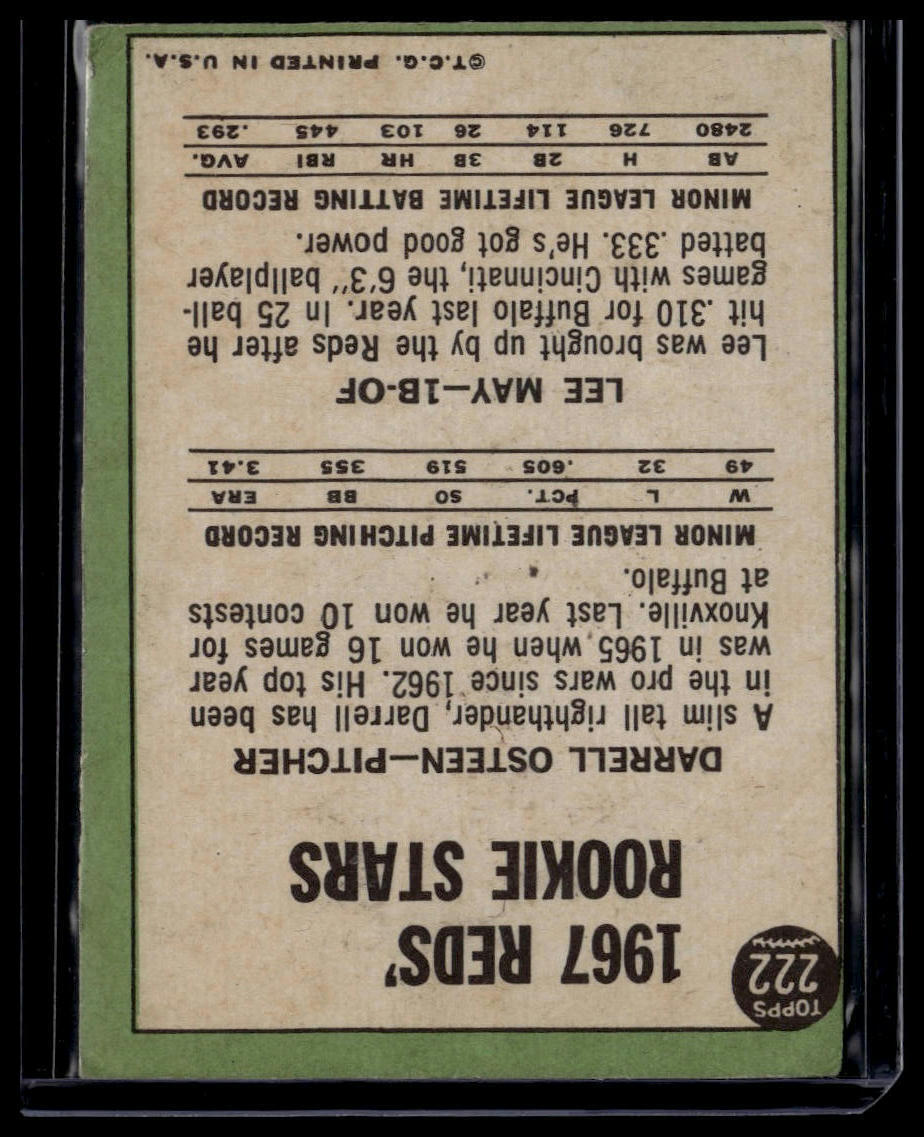 TOPPS
222
1967 REDS'
ROOKIE STARS
DARRELL OSTEEN—PITCHER
A slim tall righthander, Darrell has been
in the pro wars since 1962. His top year
was in 1965 when he won 16 games for
Knoxville. Last year he won 10 contests
at Buffalo.
MINOR LEAGUE LIFETIME PITCHING RECORD
W L PCT. SO BB ERA
49 32 .605 519 355 3.41
LEE MAY—1B-OF
Lee was brought up by the Reds after he
hit .310 for Buffalo last year. In 25 ball-
games with Cincinnati, the 6'3" ballplayer
batted .333. He's got good power.
MINOR LEAGUE LIFETIME BATTING RECORD
AB H 2B 3B HR RBI AVG.
2480 726 114 26 103 445 .293
©T.C.G. PRINTED IN U.S.A.